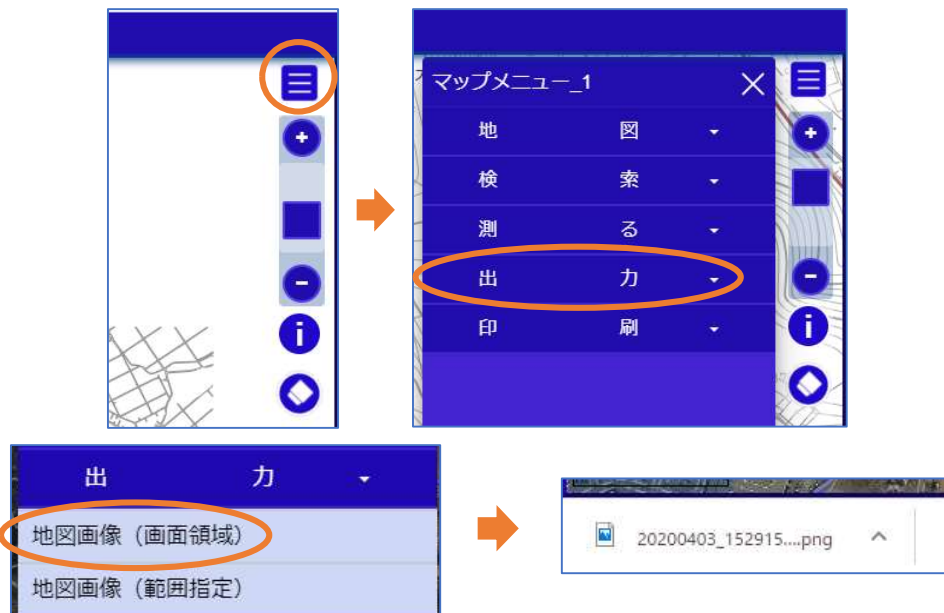 マップメニュー_1
地 図
検 索
測 る
出 力
印 刷
出 力
地図画像（画面領域）
地図画像（範囲指定）
20200403_152915....png